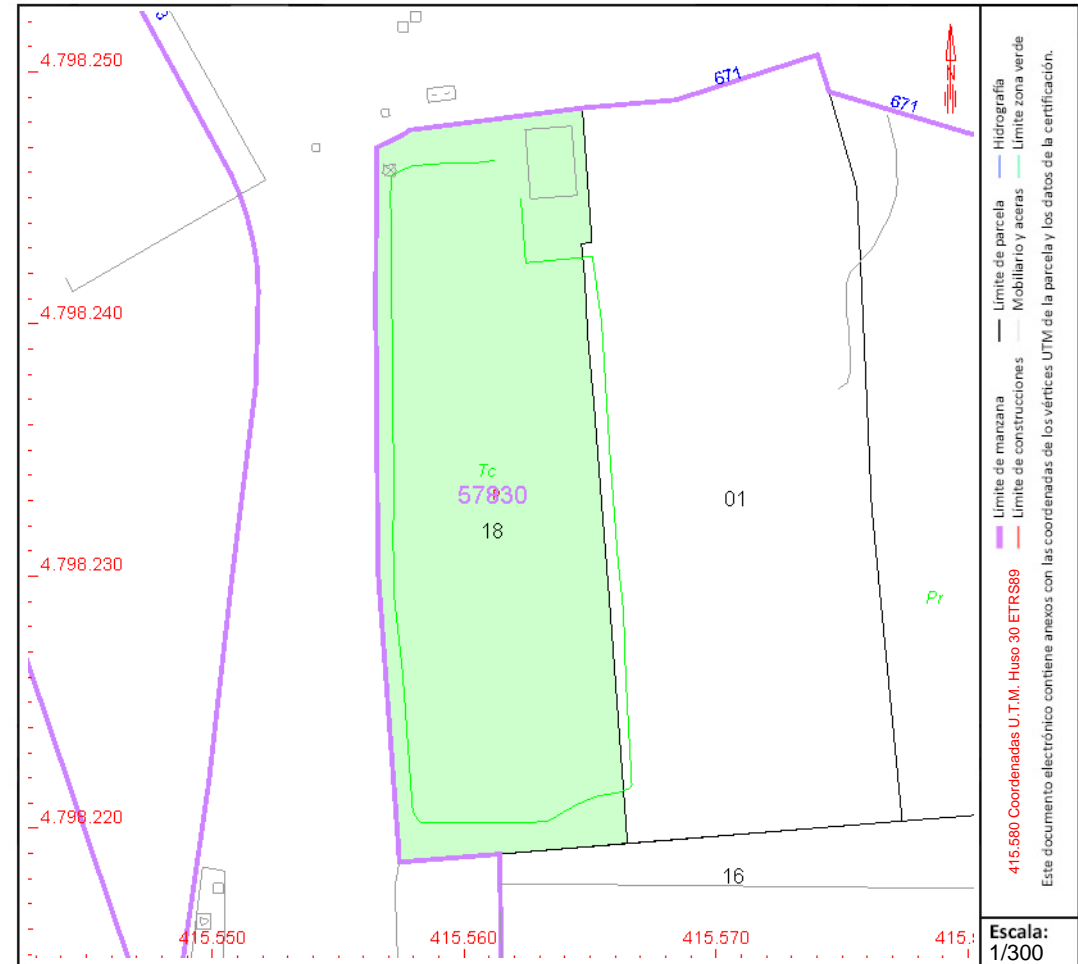 4.798.250
4.798.240
4.798.230
4.798.220
671
671
Tc
57830
18
01
Pr
16
415.550
415.560
415.570
N
415.580 Coordenadas U.T.M. Huso 30 ETRS89
Límite de manzana
Límite de construcciones
Límite de parcela
Mobiliario y aceras
Hidrografía
Límite zona verde
Este documento electrónico contiene anexos con las coordenadas de los vértices UTM de la parcela y los datos de la certificación.
Escala:
1/300